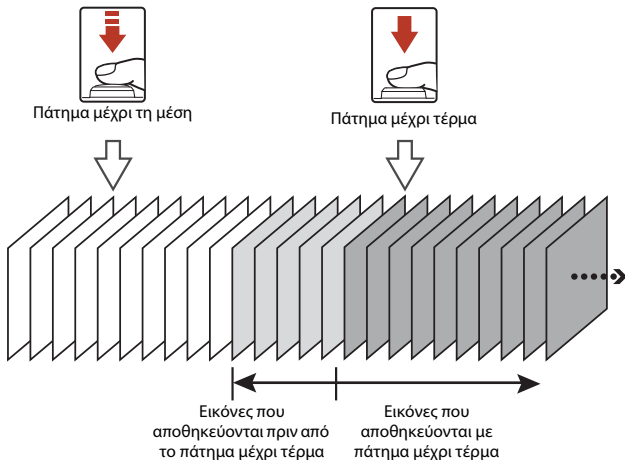 Πάτημα μέχρι τη μέση
Πάτημα μέχρι τέρμα
Εικόνες που
αποθηκεύονται πριν από
το πάτημα μέχρι τέρμα
Εικόνες που
αποθηκεύονται με
πάτημα μέχρι τέρμα